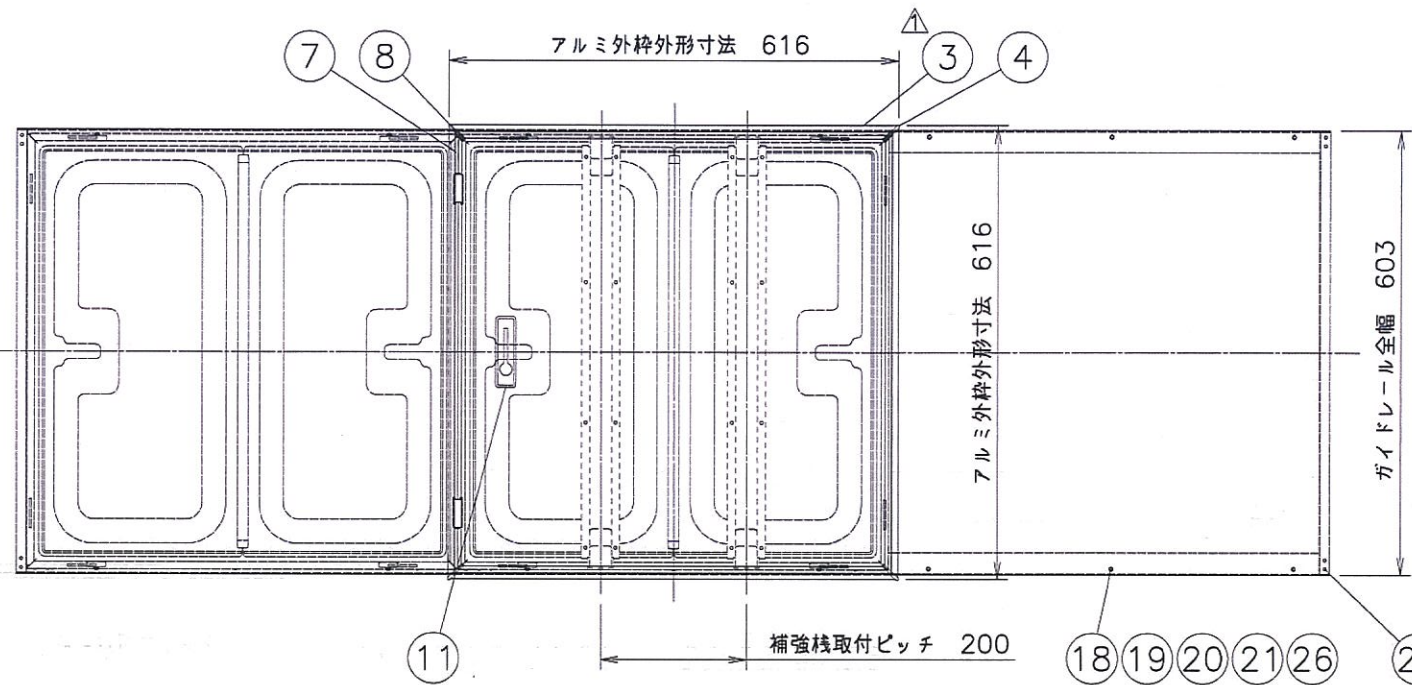 1
アルミ外枠外形寸法 616
7 8 3 4
アルミ外枠外形寸法 616
ガイドレール全幅 603
補強桟取付ピッチ 200
11
18 19 20 21 26